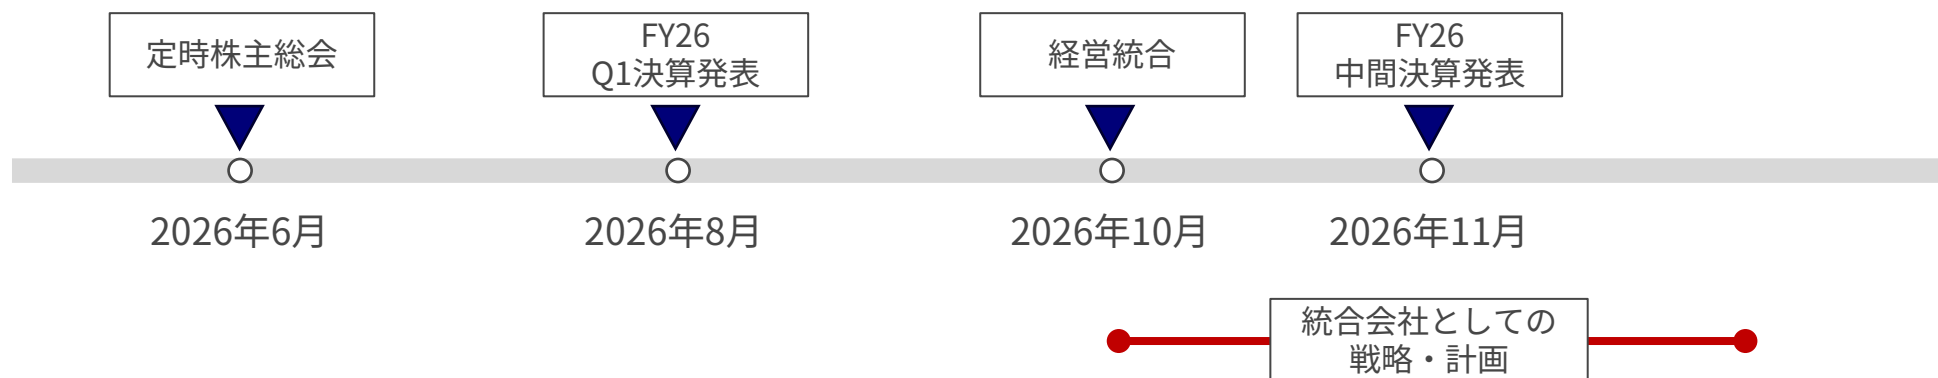 定時株主総会
FY26
Q1決算発表
経営統合
FY26
中間決算発表
2026年6月
2026年8月
2026年10月
2026年11月
統合会社としての
戦略・計画